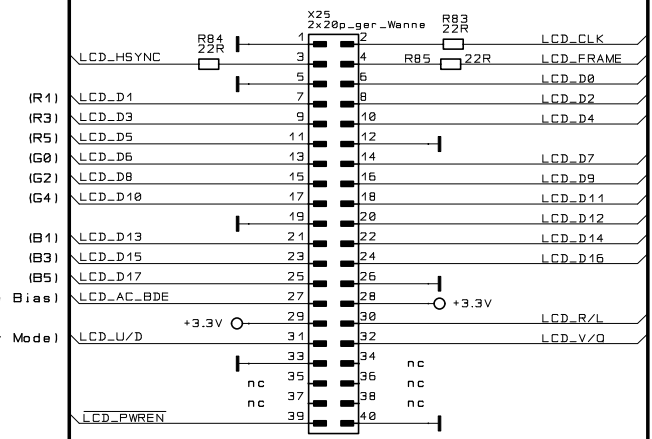 X25
2x20p_ger_Wanne
R84
22R
R83
22R
1 2 LCD_CLK
LCD_HSYNC 3 4 R85 22R LCD_FRAME
5 6 LCD_D0
(R1) LCD_D1 7 8 LCD_D2
(R3) LCD_D3 9 10 LCD_D4
(R5) LCD_D5 11 12
(G0) LCD_D6 13 14 LCD_D7
(G2) LCD_D8 15 16 LCD_D9
(G4) LCD_D10 17 18 LCD_D11
19 20 LCD_D12
(B1) LCD_D13 21 22 LCD_D14
(B3) LCD_D15 23 24 LCD_D16
(B5) LCD_D17 25 26
Bias) LCD_AC_BDE 27 28 +3.3V
+3.3V 29 30 LCD_R/L
Mode) LCD_U/D 31 32 LCD_V/Q
33 34 nc
nc 35 36 nc
nc 37 38 nc
LCD_PWREN 39 40